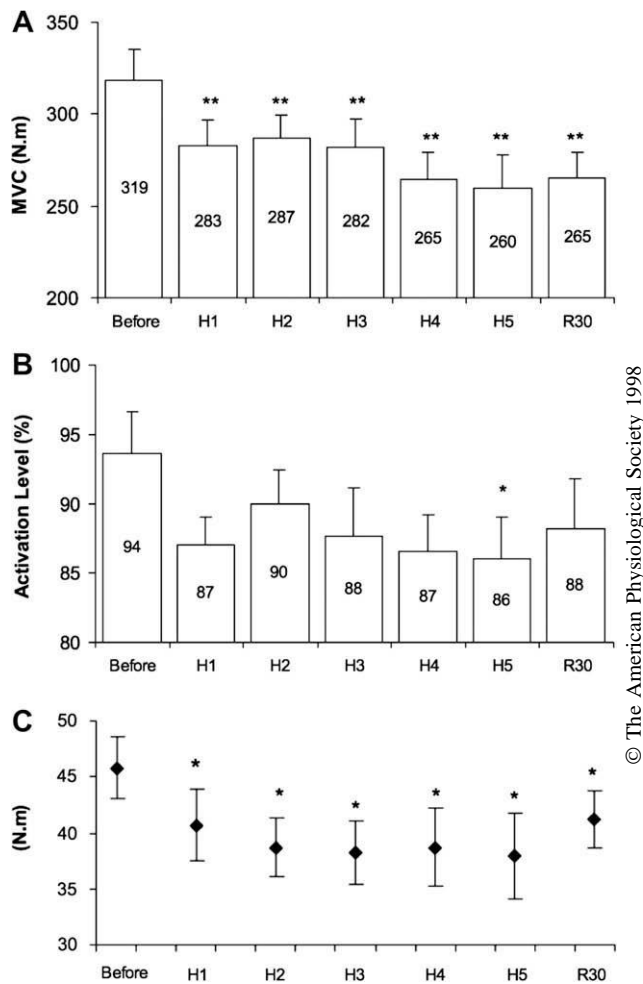 A
MVC (N.m)
350
300
250
200
** ** ** ** ** **
319 283 287 282 265 260 265
Before H1 H2 H3 H4 H5 R30
B
Activation Level (%)
100
95
90
85
80
*
94 87 90 88 87 86 88
Before H1 H2 H3 H4 H5 R30
C
(N.m)
50
45
40
35
30
* * * * * *
Before H1 H2 H3 H4 H5 R30
© The American Physiological Society 1998